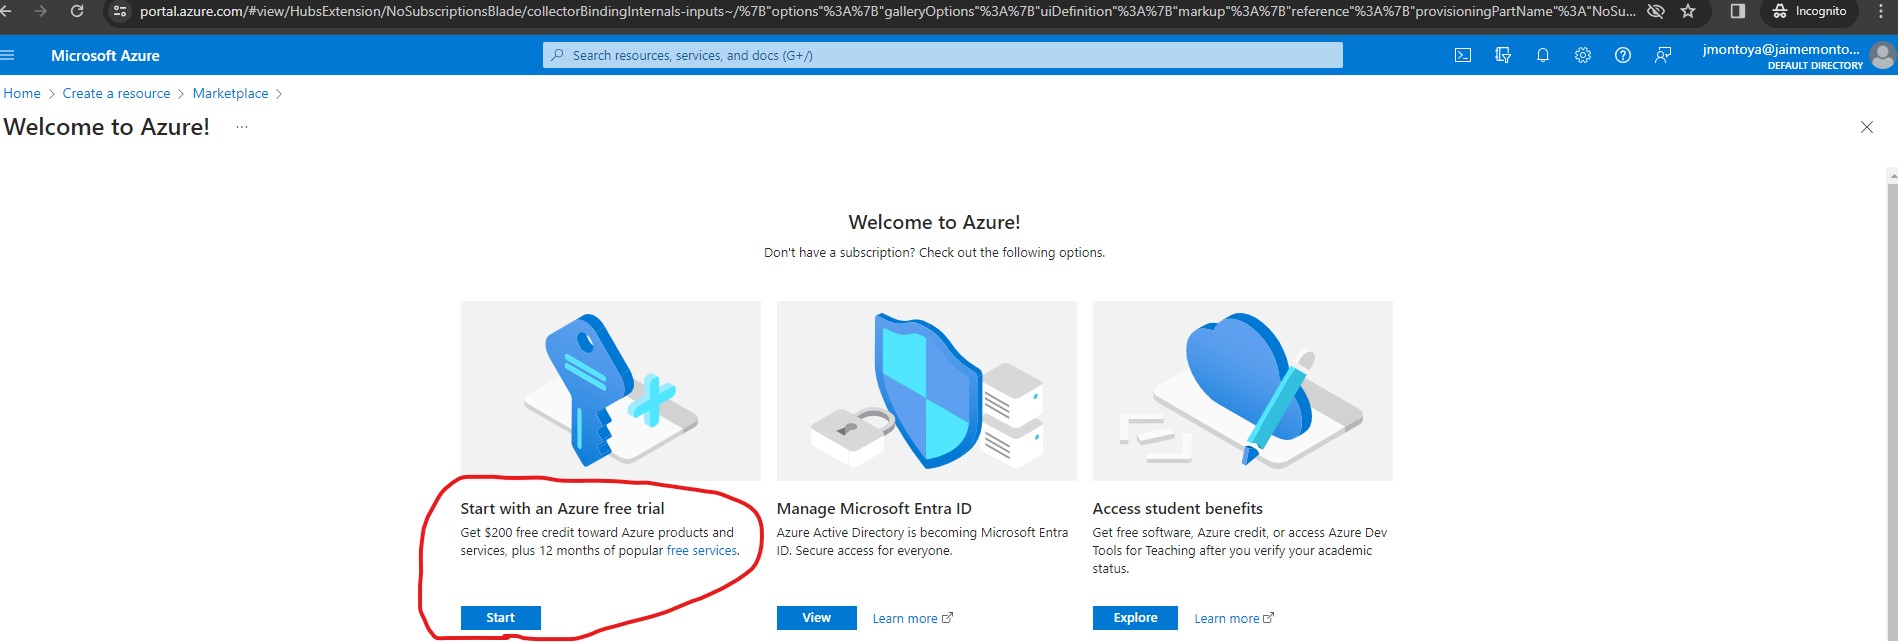 portal.azure.com/#view/HubsExtension/NoSubscriptionsBlade/collectorBindingInternals-inputs~/%7B"options"%3A%7B"galleryOptions"%3A%7B"uiDefinition"%3A%7B"markup"%3A%7B"reference"%3A%7B"provisioningPartName"%3A"NoSu... Incognito
Microsoft Azure
Search resources, services, and docs (G+/)
jmontoya@jaimemonto...
DEFAULT DIRECTORY
Home > Create a resource > Marketplace >
Welcome to Azure! ...
Welcome to Azure!
Don't have a subscription? Check out the following options.
Start with an Azure free trial
Get $200 free credit toward Azure products and
services, plus 12 months of popular free services.
Start
Manage Microsoft Entra ID
Azure Active Directory is becoming Microsoft Entra
ID. Secure access for everyone.
View Learn more
Access student benefits
Get free software, Azure credit, or access Azure Dev
Tools for Teaching after you verify your academic
status.
Explore Learn more